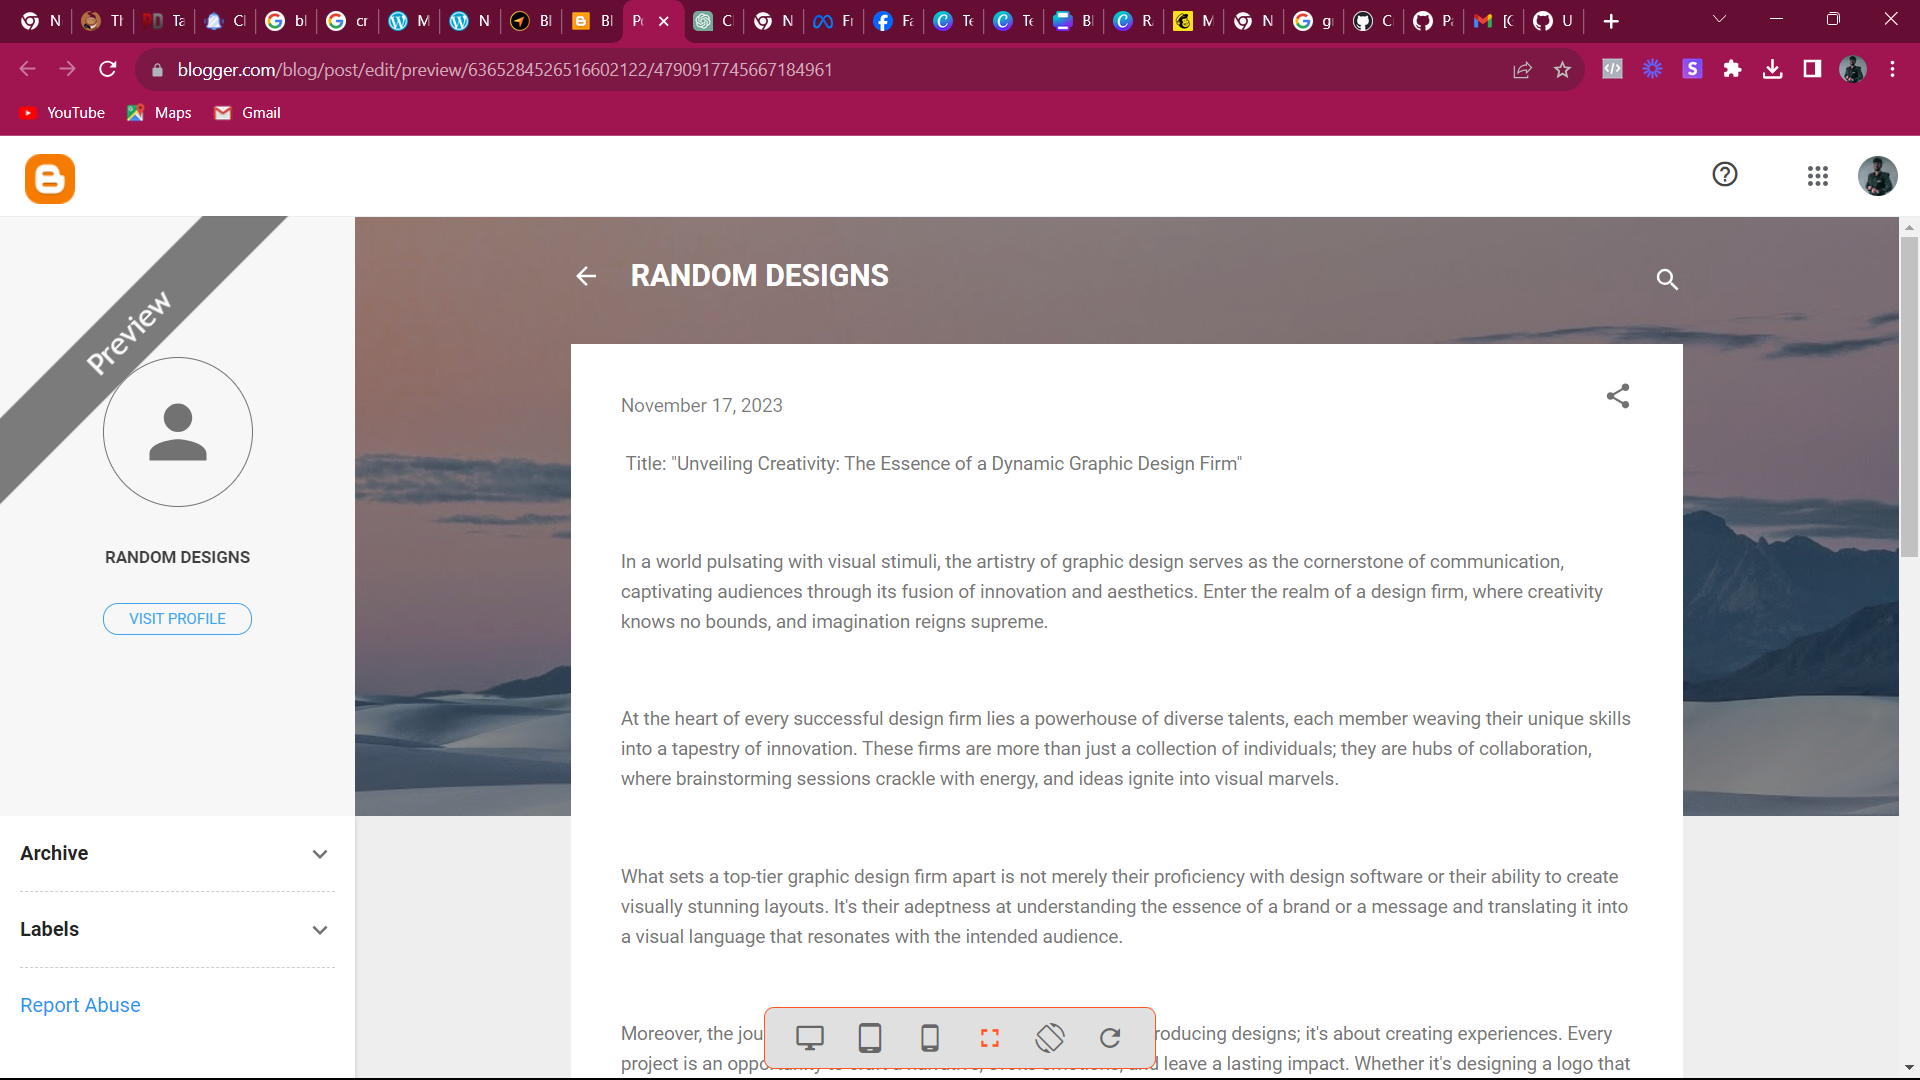 N
Tl
Ta
Cl
bl
cr
M
N
Bl
Bl
Po
Cl
N
Fr
Fa
Te
Te
Bl
R
M
N
g
C
Pa
[C
U
blogger.com/blog/post/edit/preview/6365284526516602122/4790917745667184961
YouTube
Maps
Gmail
Preview
RANDOM DESIGNS
VISIT PROFILE
Archive
Labels
Report Abuse
RANDOM DESIGNS
November 17, 2023
Title: "Unveiling Creativity: The Essence of a Dynamic Graphic Design Firm"
In a world pulsating with visual stimuli, the artistry of graphic design serves as the cornerstone of communication,
captivating audiences through its fusion of innovation and aesthetics. Enter the realm of a design firm, where creativity
knows no bounds, and imagination reigns supreme.
At the heart of every successful design firm lies a powerhouse of diverse talents, each member weaving their unique skills
into a tapestry of innovation. These firms are more than just a collection of individuals; they are hubs of collaboration,
where brainstorming sessions crackle with energy, and ideas ignite into visual marvels.
What sets a top-tier graphic design firm apart is not merely their proficiency with design software or their ability to create
visually stunning layouts. It's their adeptness at understanding the essence of a brand or a message and translating it into
a visual language that resonates with the intended audience.
Moreover, the jou roducing designs; it's about creating experiences. Every
project is an leave a lasting impact. Whether it's designing a logo that